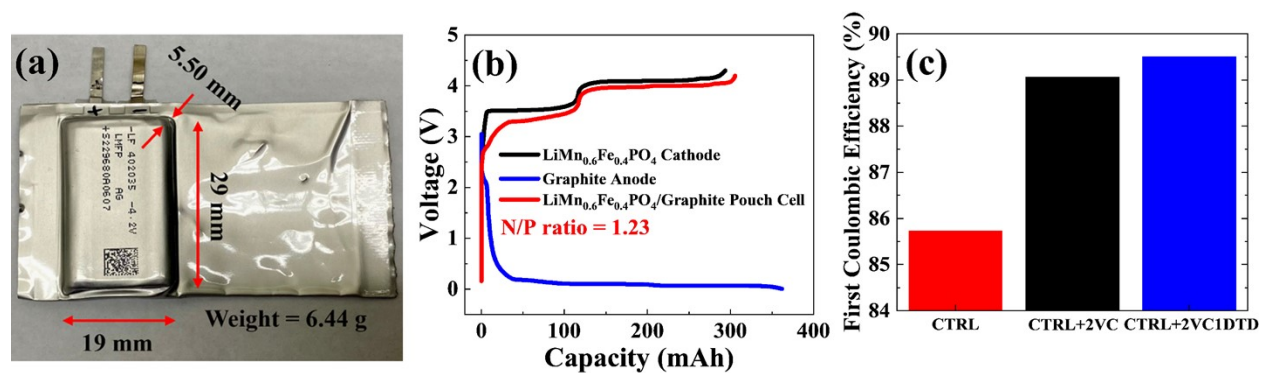 (a)
5.50 mm
+
-LF 402035 -4.2V
LMFP AG
+S229680A0607
29 mm
19 mm
Weight = 6.44 g
(b)
Voltage (V)
5
4
3
2
1
0
LiMn0.6Fe0.4PO4 Cathode
Graphite Anode
LiMn0.6Fe0.4PO4/Graphite Pouch Cell
N/P ratio = 1.23
0 100 200 300 400
Capacity (mAh)
(c)
First Coulombic Efficiency (%)
90
89
88
87
86
85
84
CTRL CTRL+2VC CTRL+2VC1DTD